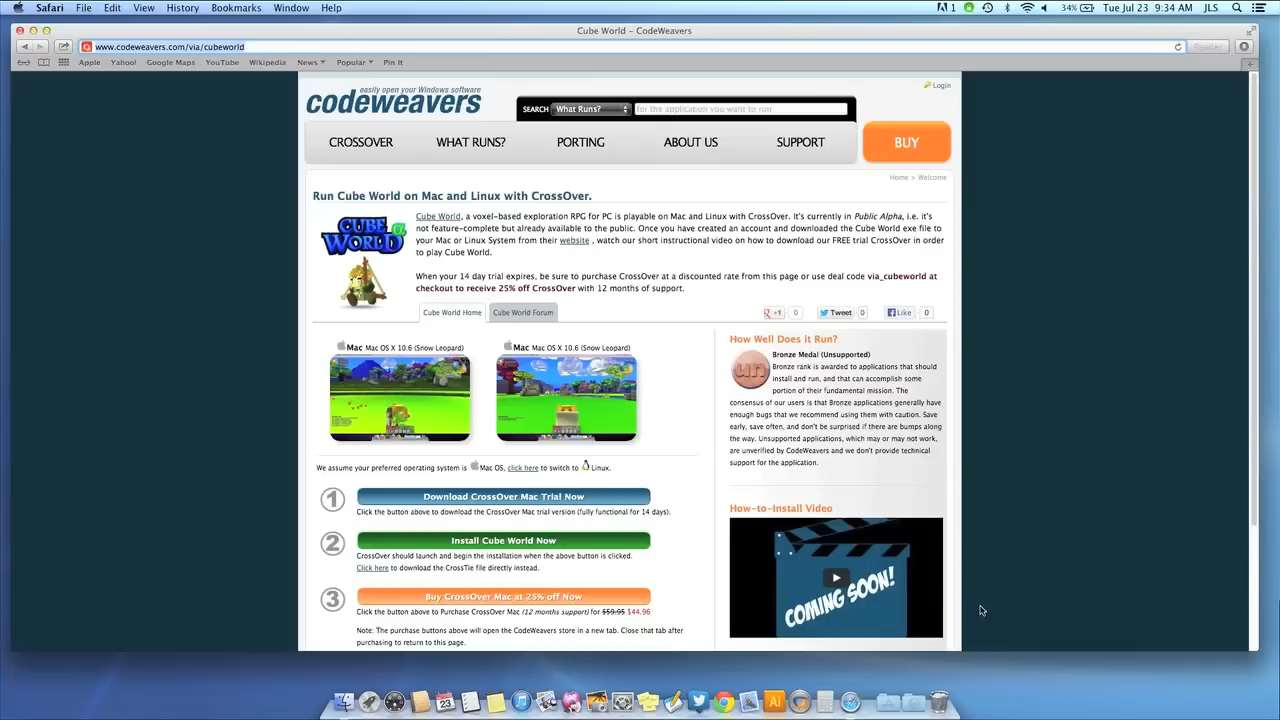 Safari File Edit View History Bookmarks Window Help
1 34% Tue Jul 23 9:34 AM JLS
Cube World – CodeWeavers
www.codeweavers.com/via/cubeworld
Reader
Apple Yahoo! Google Maps YouTube Wikipedia News Popular Pin It
Login
easily open your Windows software
codeweavers
SEARCH What Runs? for the application you want to run
CROSSOVER WHAT RUNS? PORTING ABOUT US SUPPORT BUY
Home > Welcome
Run Cube World on Mac and Linux with CrossOver.
CUBE WORLD α
Cube World, a voxel-based exploration RPG for PC is playable on Mac and Linux with CrossOver. It's currently in Public Alpha, i.e. it's
not feature-complete but already available to the public. Once you have created an account and downloaded the Cube World exe file to
your Mac or Linux System from their website , watch our short instructional video on how to download our FREE trial CrossOver in order
to play Cube World.
When your 14 day trial expires, be sure to purchase CrossOver at a discounted rate from this page or use deal code via_cubeworld at
checkout to receive 25% off CrossOver with 12 months of support.
Cube World Home Cube World Forum
+1 0 Tweet 0 Like 0
Mac Mac OS X 10.6 (Snow Leopard)
Mac Mac OS X 10.6 (Snow Leopard)
We assume your preferred operating system is Mac OS, click here to switch to Linux.
1 Download CrossOver Mac Trial Now
Click the button above to download the CrossOver Mac trial version (fully functional for 14 days).
2 Install Cube World Now
CrossOver should launch and begin the installation when the above button is clicked.
Click here to download the CrossTie file directly instead.
3 Buy CrossOver Mac at 25% off Now
Click the button above to Purchase CrossOver Mac (12 months support) for $59.95 $44.96
Note: The purchase buttons above will open the CodeWeavers store in a new tab. Close that tab after
purchasing to return to this page.
How Well Does it Run?
Bronze Medal (Unsupported)
Bronze rank is awarded to applications that should
install and run, and that can accomplish some
portion of their fundamental mission. The
consensus of our users is that Bronze applications generally have
enough bugs that we recommend using them with caution. Save
early, save often, and don't be surprised if there are bumps along
the way. Unsupported applications, which may or may not work,
are unverified by CodeWeavers and we don't provide technical
support for the application.
How-to-Install Video
COMING SOON!
23
Ai